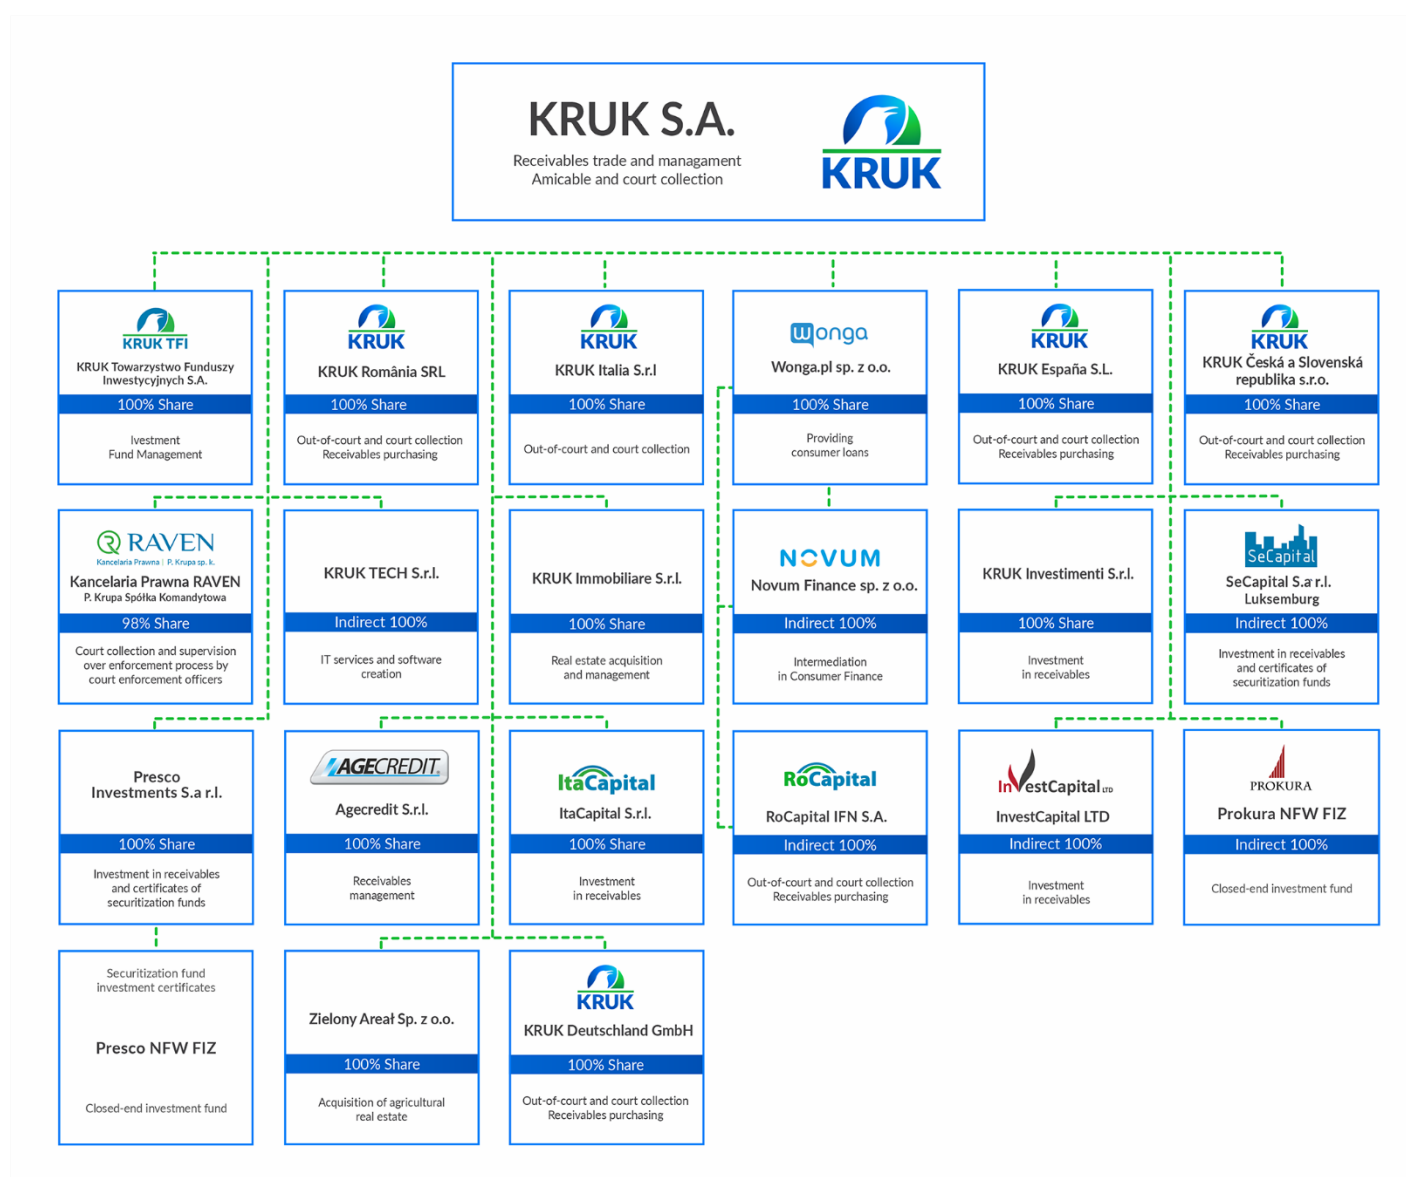 KRUK S.A.
Receivables trade and managament
Amicable and court collection
KRUK
KRUK TFI
KRUK Towarzystwo Funduszy
Inwestycyjnych S.A.
100% Share
Ivestment
Fund Management
KRUK
KRUK România SRL
100% Share
Out-of-court and court collection
Receivables purchasing
KRUK
KRUK Italia S.r.l
100% Share
Out-of-court and court collection
wonga
Wonga.pl sp. z o.o.
100% Share
Providing
consumer loans
KRUK
KRUK España S.L.
100% Share
Out-of-court and court collection
Receivables purchasing
KRUK
KRUK Česká a Slovenská
republika s.r.o.
100% Share
Out-of-court and court collection
Receivables purchasing
RAVEN
Kancelaria Prawna | P. Krupa sp. k.
Kancelaria Prawna RAVEN
P. Krupa Spółka Komandytowa
98% Share
Court collection and supervision
over enforcement process by
court enforcement officers
KRUK TECH S.r.l.
Indirect 100%
IT services and software
creation
KRUK Immobiliare S.r.l.
100% Share
Real estate acquisition
and management
NOVUM
Novum Finance sp. z o.o.
Indirect 100%
Intermediation
in Consumer Finance
KRUK Investimenti S.r.l.
100% Share
Investment
in receivables
SeCapital
SeCapital S.a r.l.
Luksemburg
Indirect 100%
Investment in receivables
and certificates of
securitization funds
Presco
Investments S.a r.l.
100% Share
Investment in receivables
and certificates of
securitization funds
AGECREDIT
Agecredit S.r.l.
100% Share
Receivables
management
ItaCapital
ItaCapital S.r.l.
100% Share
Investment
in receivables
RoCapital
RoCapital IFN S.A.
Indirect 100%
Out-of-court and court collection
Receivables purchasing
InvestCapital LTD
InvestCapital LTD
Indirect 100%
Investment
in receivables
PROKURA
Prokura NFW FIZ
Indirect 100%
Closed-end investment fund
Securitization fund
investment certificates
Presco NFW FIZ
Closed-end investment fund
Zielony Areał Sp. z o.o.
100% Share
Acquisition of agricultural
real estate
KRUK
KRUK Deutschland GmbH
100% Share
Out-of-court and court collection
Receivables purchasing